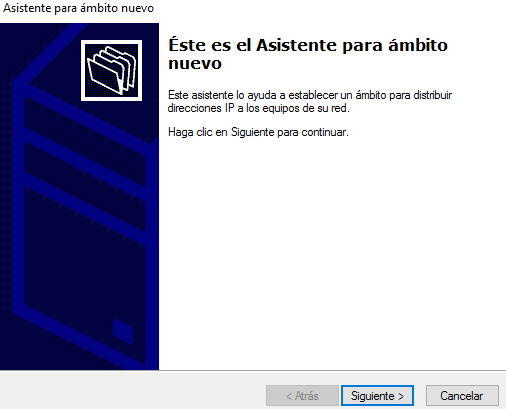 Asistente para ámbito nuevo
Éste es el Asistente para ámbito
nuevo
Este asistente lo ayuda a establecer un ámbito para distribuir
direcciones IP a los equipos de su red.
Haga clic en Siguiente para continuar.
< Atrás
Siguiente >
Cancelar